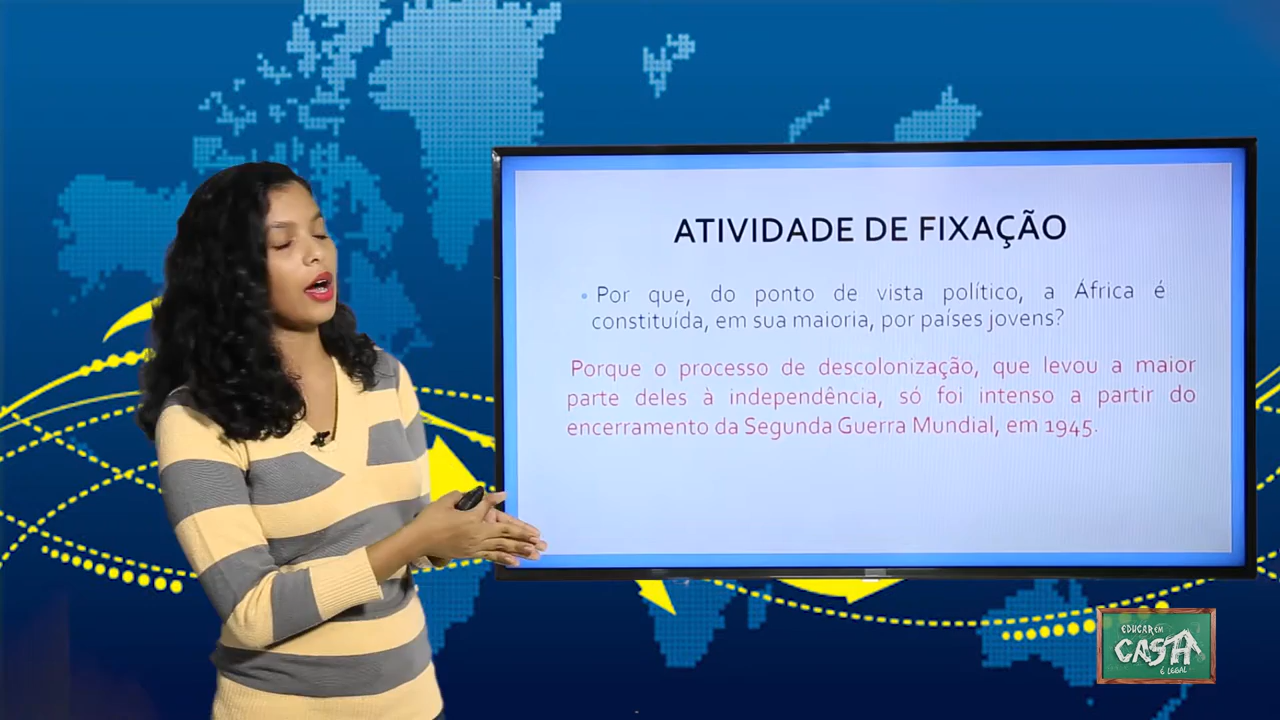 ATIVIDADE DE FIXAÇÃO
• Por que, do ponto de vista político, a África é
constituída, em sua maioria, por países jovens?
Porque o processo de descolonização, que levou a maior
parte deles à independência, só foi intenso a partir do
encerramento da Segunda Guerra Mundial, em 1945.
EDUCAR EM
CASA
É LEGAL